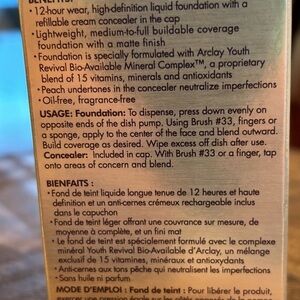 BENEFITS:
• 12-hour wear, high-definition liquid foundation with a
refillable cream concealer in the cap
• Lightweight, medium-to-full buildable coverage
foundation with a matte finish
• Foundation is specially formulated with Arclay Youth
Revival Bio-Available Mineral Complex™, a proprietary
blend of 15 vitamins, minerals and antioxidants
• Peach undertones in the concealer neutralize imperfections
• Oil-free, fragrance-free
USAGE: Foundation: To dispense, press down evenly on
opposite ends of the dish pump. Using Brush #33, fingers or
a sponge, apply to the center of the face and blend outward.
Build coverage as desired. Wipe excess off dish after use.
Concealer: Included in cap. With Brush #33 or a finger, tap
onto areas of concern and blend.
BIENFAITS :
• Fond de teint liquide longue tenue de 12 heures et haute
définition et un anti-cernes crémeux rechargeable inclus
dans le capuchon
• Fond de teint léger offrant une couvrance sur mesure, de
moyenne à complète, et un fini mat
• Le fond de teint est spécialement formulé avec le complexe
minéral Youth Revival Bio-Available d'Arclay, un mélange
exclusif de 15 vitamines, minéraux et antioxydants
• Anti-cernes aux tons pêche qui neutralisent les imperfections
• Sans huile ni parfum.
MODE D'EMPLOI : Fond de teint : Pour libérer le produit,